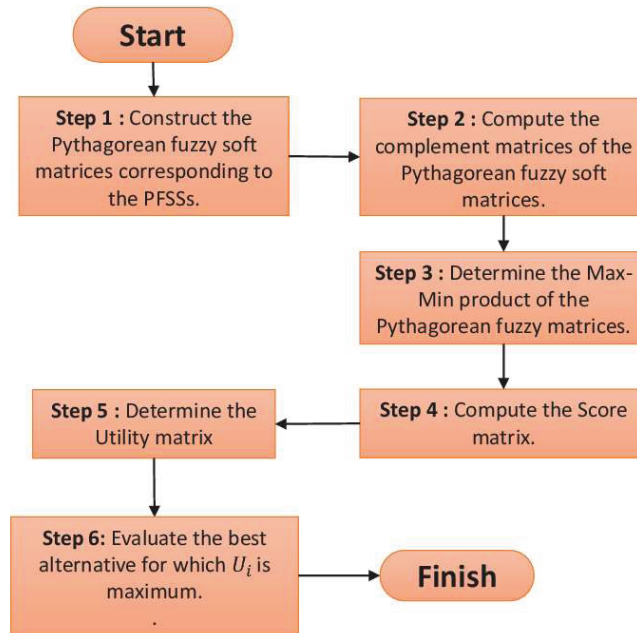 Start
Step 1 : Construct the
Pythagorean fuzzy soft
matrices corresponding to
the PFSSs.
Step 2 : Compute the
complement matrices of the
Pythagorean fuzzy soft
matrices.
Step 3 : Determine the Max-
Min product of the
Pythagorean fuzzy matrices.
Step 4 : Compute the Score
matrix.
Step 5 : Determine the
Utility matrix
Step 6: Evaluate the best
alternative for which U_i is
maximum.
.
Finish